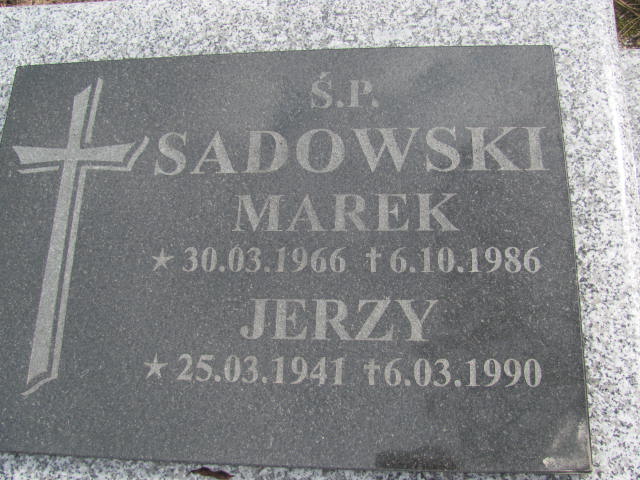 Ś.P.
SADOWSKI
MAREK
★ 30.03.1966 † 6.10.1986
JERZY
★ 25.03.1941 † 6.03.1990